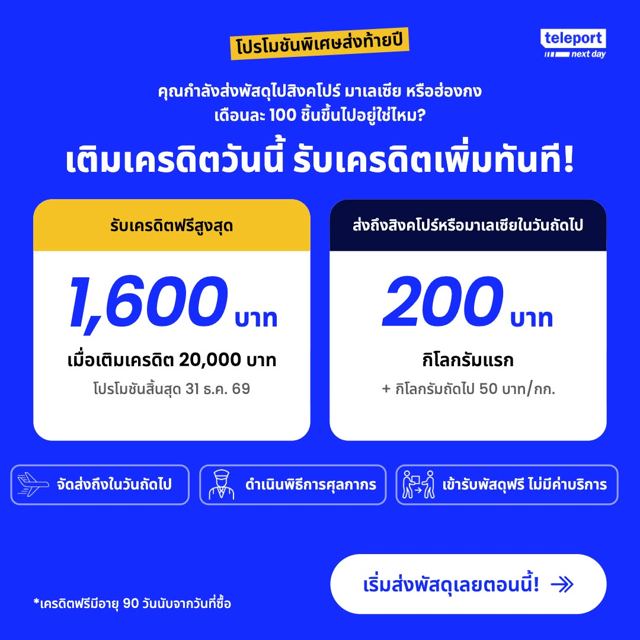 โปรโมชันพิเศษส่งท้ายปี
teleport
next day
คุณกำลังส่งพัสดุไปสิงคโปร์ มาเลเซีย หรือฮ่องกง
เดือนละ 100 ชิ้นขึ้นไปอยู่ใช่ไหม?
เติมเครดิตวันนี้ รับเครดิตเพิ่มทันที!
รับเครดิตฟรีสูงสุด
1,600 บาท
เมื่อเติมเครดิต 20,000 บาท
โปรโมชันสิ้นสุด 31 ธ.ค. 69
ส่งถึงสิงคโปร์หรือมาเลเซียในวันถัดไป
200 บาท
กิโลกรัมแรก
+ กิโลกรัมถัดไป 50 บาท/กก.
จัดส่งถึงในวันถัดไป
ดำเนินพิธีการศุลกากร
เข้ารับพัสดุฟรี ไม่มีค่าบริการ
เริ่มส่งพัสดุเลยตอนนี้!
*เครดิตฟรีมีอายุ 90 วันนับจากวันที่ซื้อ